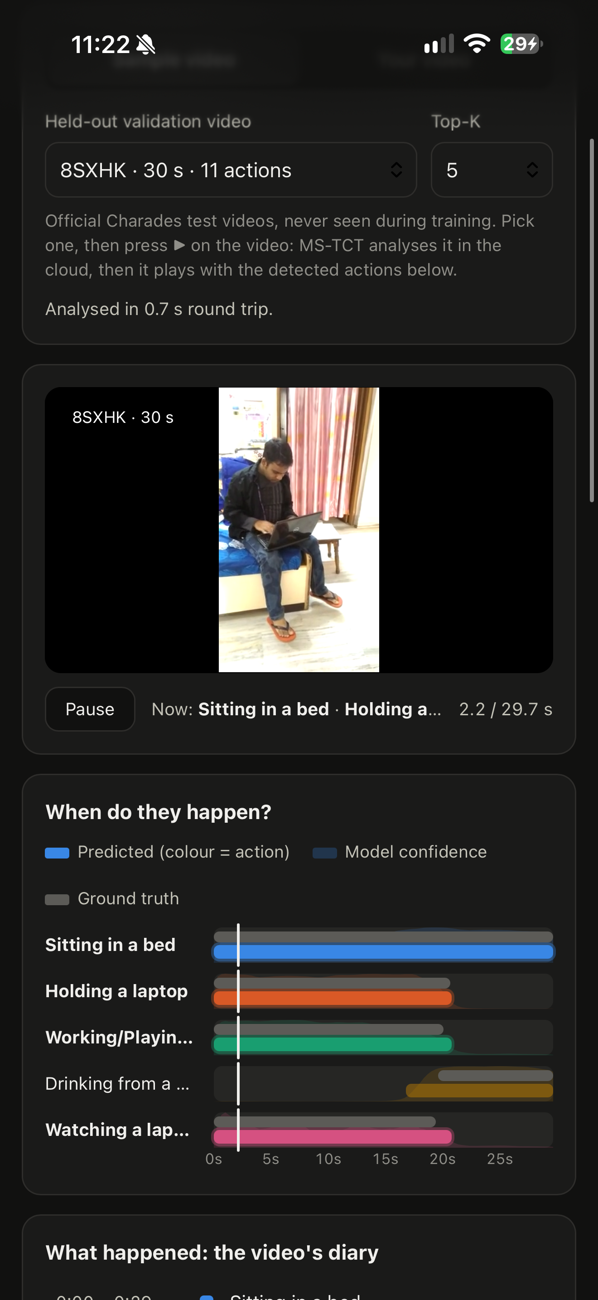 11:22
29
Held-out validation video
Top-K
8SXHK · 30 s · 11 actions
5
Official Charades test videos, never seen during training. Pick
one, then press ▶ on the video: MS-TCT analyses it in the
cloud, then it plays with the detected actions below.
Analysed in 0.7 s round trip.
8SXHK · 30 s
Pause
Now: Sitting in a bed · Holding a…
2.2 / 29.7 s
When do they happen?
Predicted (colour = action)
Model confidence
Ground truth
Sitting in a bed
Holding a laptop
Working/Playin…
Drinking from a …
Watching a lap…
0s 5s 10s 15s 20s 25s
What happened: the video's diary
Sitting in a bed